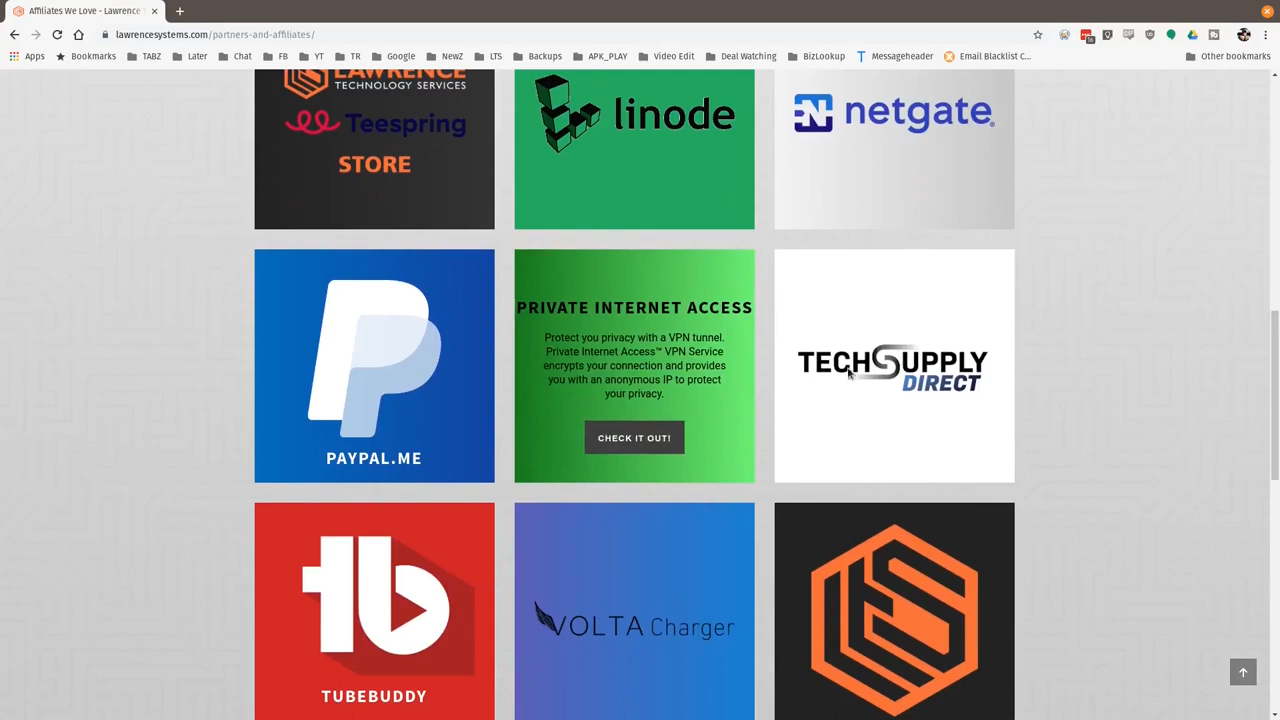 Affiliates We Love - Lawrence
lawrencesystems.com/partners-and-affiliates/
Apps Bookmarks TABZ Later Chat FB YT TR Google NewZ LTS Backups APK_PLAY Video Edit Deal Watching BizLookup Messageheader Email Blacklist C... Other bookmarks
LAWRENCE
TECHNOLOGY SERVICES
Teespring
STORE
linode
netgate®
PAYPAL.ME
PRIVATE INTERNET ACCESS
Protect you privacy with a VPN tunnel.
Private Internet Access™ VPN Service
encrypts your connection and provides
you with an anonymous IP to protect
your privacy.
CHECK IT OUT!
TECHSUPPLY
DIRECT
tb
TUBEBUDDY
VOLTA Charger